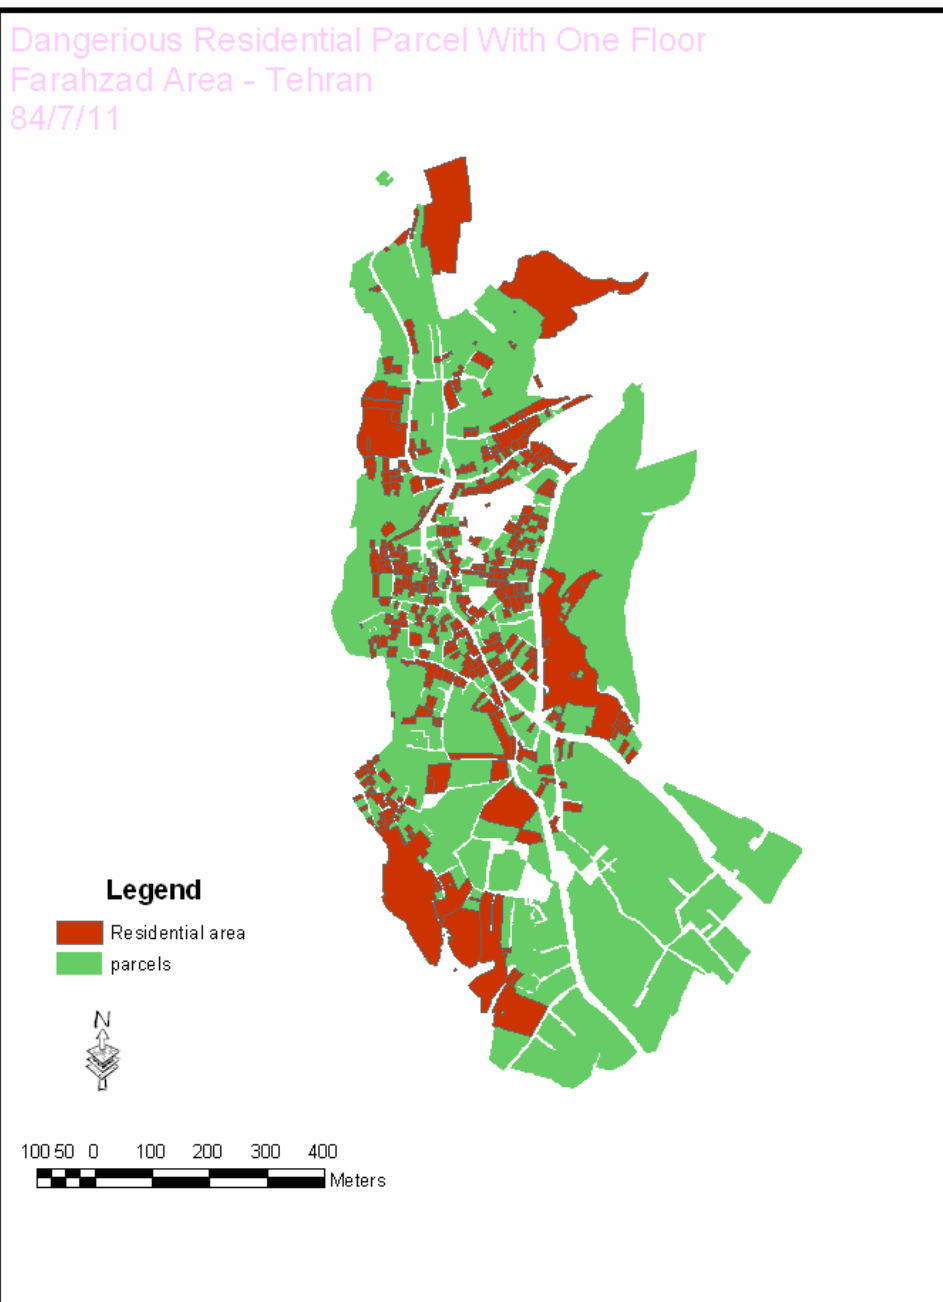 Dangerious Residential Parcel With One Floor
Farahzad Area - Tehran
84/7/11
Legend
Residential area
parcels
N
100 50 0 100 200 300 400
Meters